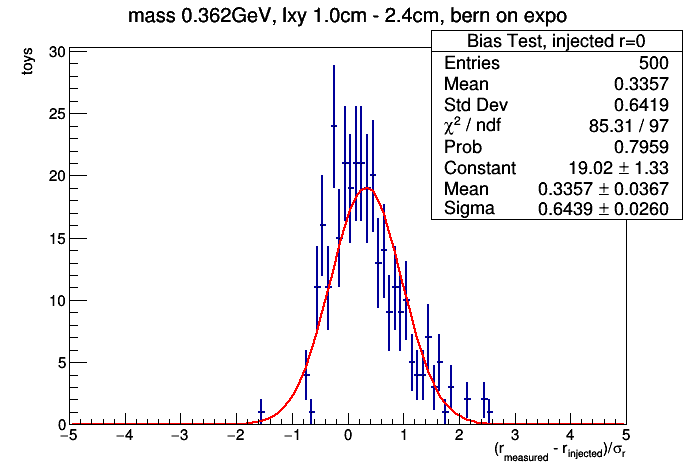 mass 0.362GeV, lxy 1.0cm - 2.4cm, bern on expo
Bias Test, injected r=0
Entries 500
Mean 0.3357
Std Dev 0.6419
χ² / ndf 85.31 / 97
Prob 0.7959
Constant 19.02 ± 1.33
Mean 0.3357 ± 0.0367
Sigma 0.6439 ± 0.0260
toys
30
25
20
15
10
5
0
−5 −4 −3 −2 −1 0 1 2 3 4 5
(r_measured - r_injected)/σ_r